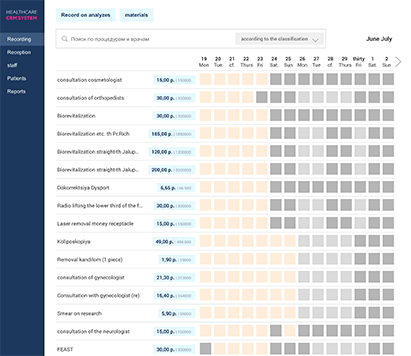 HEALTHCARE
CRM SYSTEM
Recording
Reception
staff
Patients
Reports
Record on analyzes
materials
Поиск по процедурам и врачам
according to the classification
June July
19 20 21 22 23 24 25 26 27 28 29 thirty 1 2
Mon Tue cf. Thurs Fri Sat. Sun Mon Tue cf. Thurs Fri Sat. Sun
consultation cosmetologist 15,00 р.
consultation of orthopedists 30,00 р.
Biorevitalization 30,00 р.
Biorevitalization etc. th Pr.Rich 185,00 р.
Biorevitalization straightth Jalup... 120,00 р.
Biorevitalization straightth Jalup... 200,00 р.
Dokorrektsiya Dysport 6,65 р.
Radio lifting the lower third of the f... 30,00 р.
Laser removal money receptacle 15,00 р.
Koliposkopiya 49,00 р.
Removal kandilom (1 piece) 1,90 р.
consultation of gynecologist 21,30 р.
Consultation with gynecologist (re) 16,40 р.
Smear on research 5,90 р.
consultation of the neurologist 15,00 р.
FEAST 30,00 р.